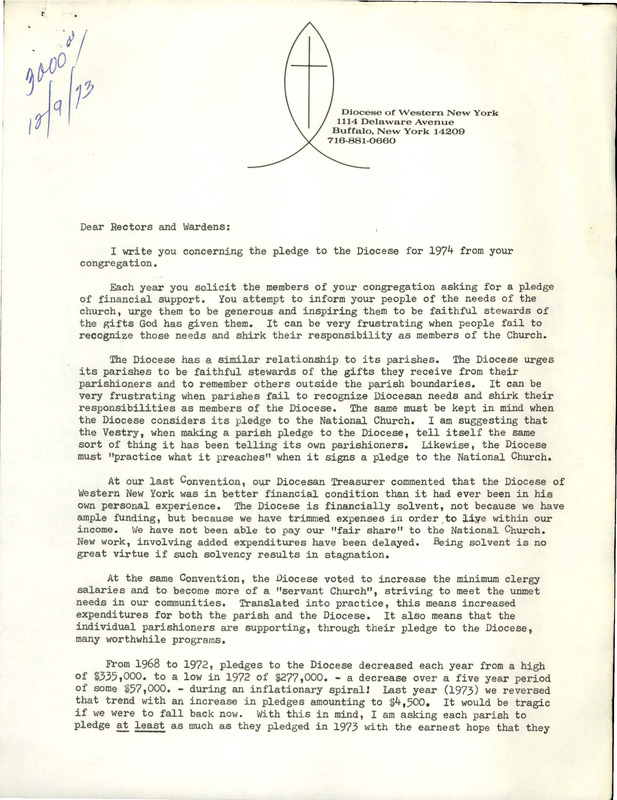 3000⁰⁰/
12/9/73
Diocese of Western New York
1114 Delaware Avenue
Buffalo, New York 14209
716-881-0660
Dear Rectors and Wardens:
I write you concerning the pledge to the Diocese for 1974 from your
congregation.
Each year you solicit the members of your congregation asking for a pledge
of financial support. You attempt to inform your people of the needs of the
church, urge them to be generous and inspiring them to be faithful stewards of
the gifts God has given them. It can be very frustrating when people fail to
recognize those needs and shirk their responsibility as members of the Church.
The Diocese has a similar relationship to its parishes. The Diocese urges
its parishes to be faithful stewards of the gifts they receive from their
parishioners and to remember others outside the parish boundaries. It can be
very frustrating when parishes fail to recognize Diocesan needs and shirk their
responsibilities as members of the Diocese. The same must be kept in mind when
the Diocese considers its pledge to the National Church. I am suggesting that
the Vestry, when making a parish pledge to the Diocese, tell itself the same
sort of thing it has been telling its own parishioners. Likewise, the Diocese
must "practice what it preaches" when it signs a pledge to the National Church.
At our last Convention, our Diocesan Treasurer commented that the Diocese of
Western New York was in better financial condition than it had ever been in his
own personal experience. The Diocese is financially solvent, not because we have
ample funding, but because we have trimmed expenses in order to live within our
income. We have not been able to pay our "fair share" to the National Church.
New work, involving added expenditures have been delayed. Being solvent is no
great virtue if such solvency results in stagnation.
At the same Convention, the Diocese voted to increase the minimum clergy
salaries and to become more of a "servant Church", striving to meet the unmet
needs in our communities. Translated into practice, this means increased
expenditures for both the parish and the Diocese. It also means that the
individual parishioners are supporting, through their pledge to the Diocese,
many worthwhile programs.
From 1968 to 1972, pledges to the Diocese decreased each year from a high
of $335,000. to a low in 1972 of $277,000. - a decrease over a five year period
of some $57,000. - during an inflationary spiral! Last year (1973) we reversed
that trend with an increase in pledges amounting to $4,500. It would be tragic
if we were to fall back now. With this in mind, I am asking each parish to
pledge at least as much as they pledged in 1973 with the earnest hope that they